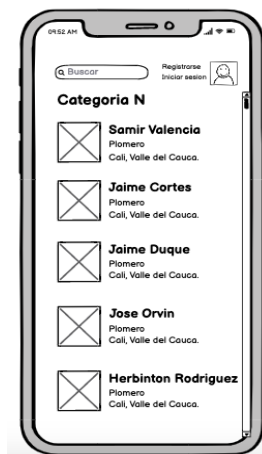 09:52 AM
Buscar
Registrarse
Iniciar sesion
Categoria N
Samir Valencia
Plomero
Cali, Valle del Cauca.
Jaime Cortes
Plomero
Cali, Valle del Cauca.
Jaime Duque
Plomero
Cali, Valle del Cauca.
Jose Orvin
Plomero
Cali, Valle del Cauca.
Herbinton Rodriguez
Plomero
Cali, Valle del Cauca.